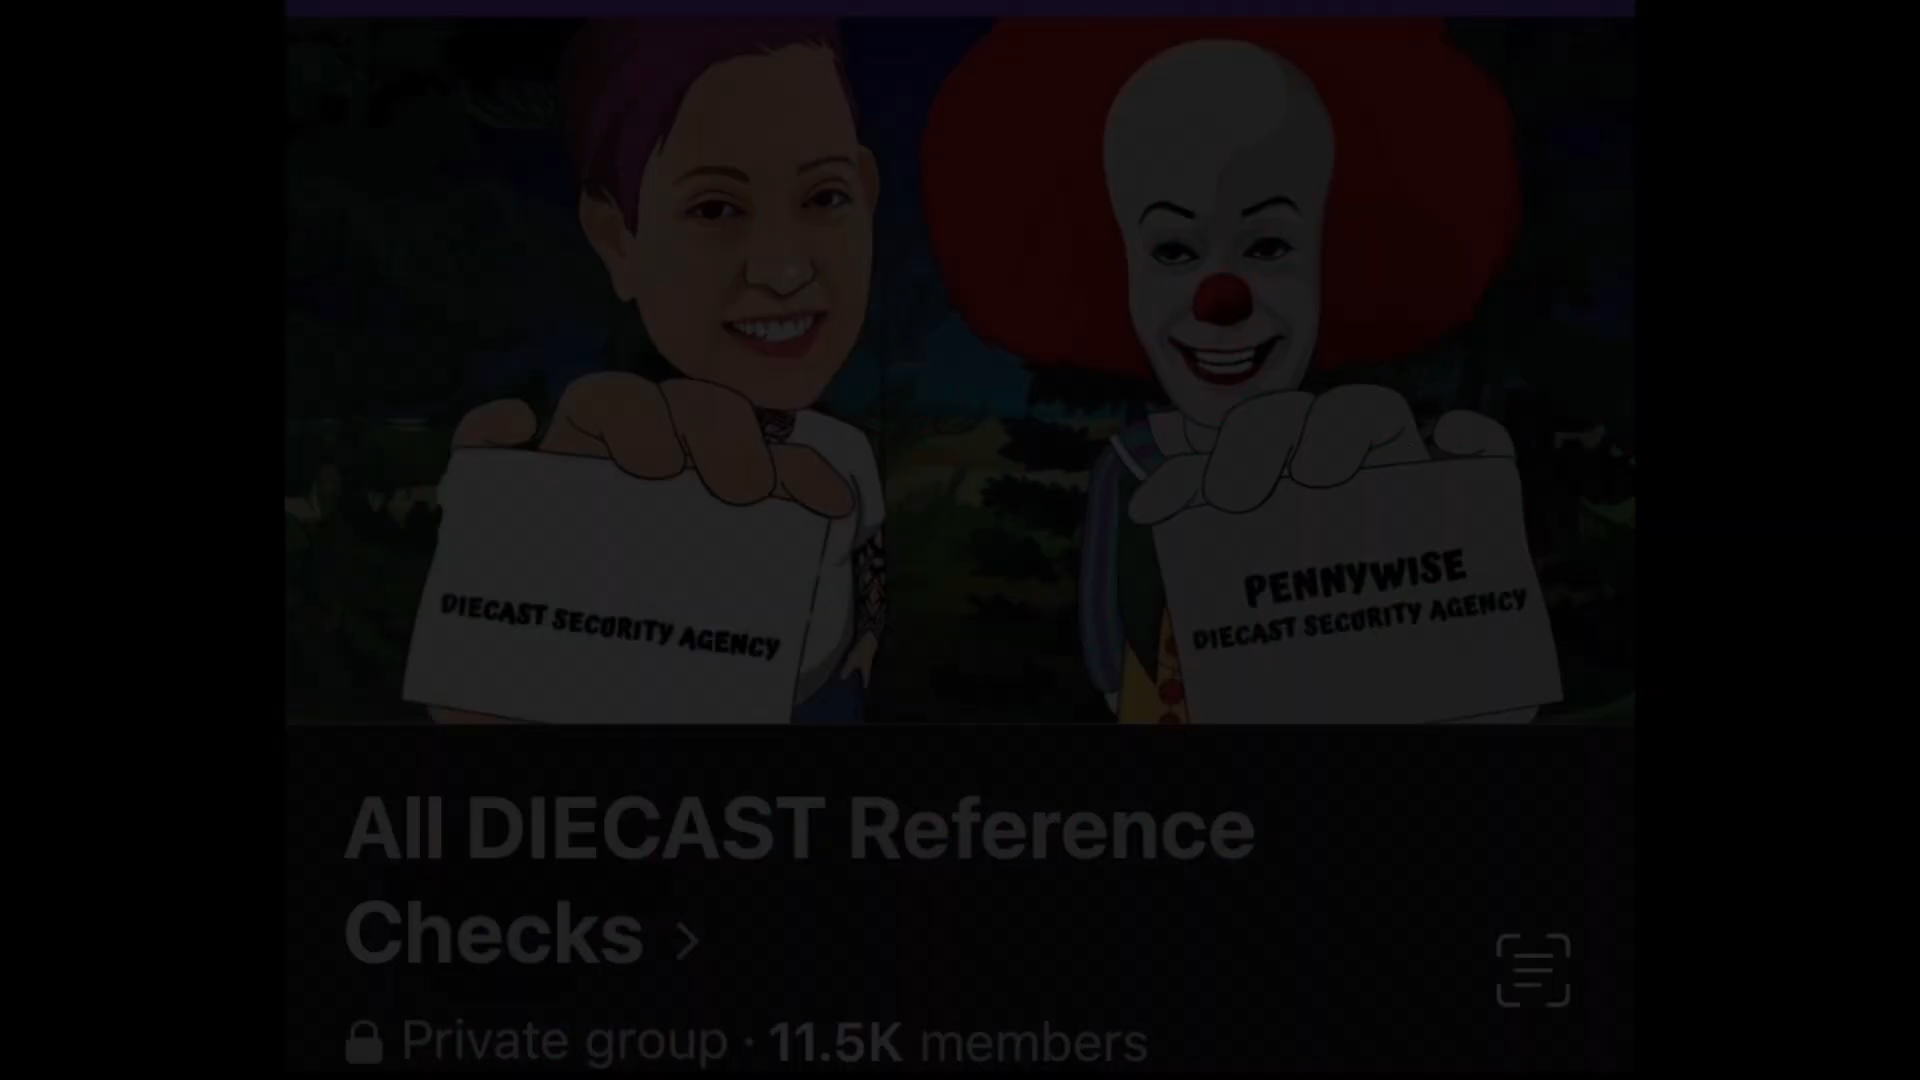 DIECAST SECURITY AGENCY
PENNYWISE
DIECAST SECURITY AGENCY
All DIECAST Reference
Checks >
Private group · 11.5K members